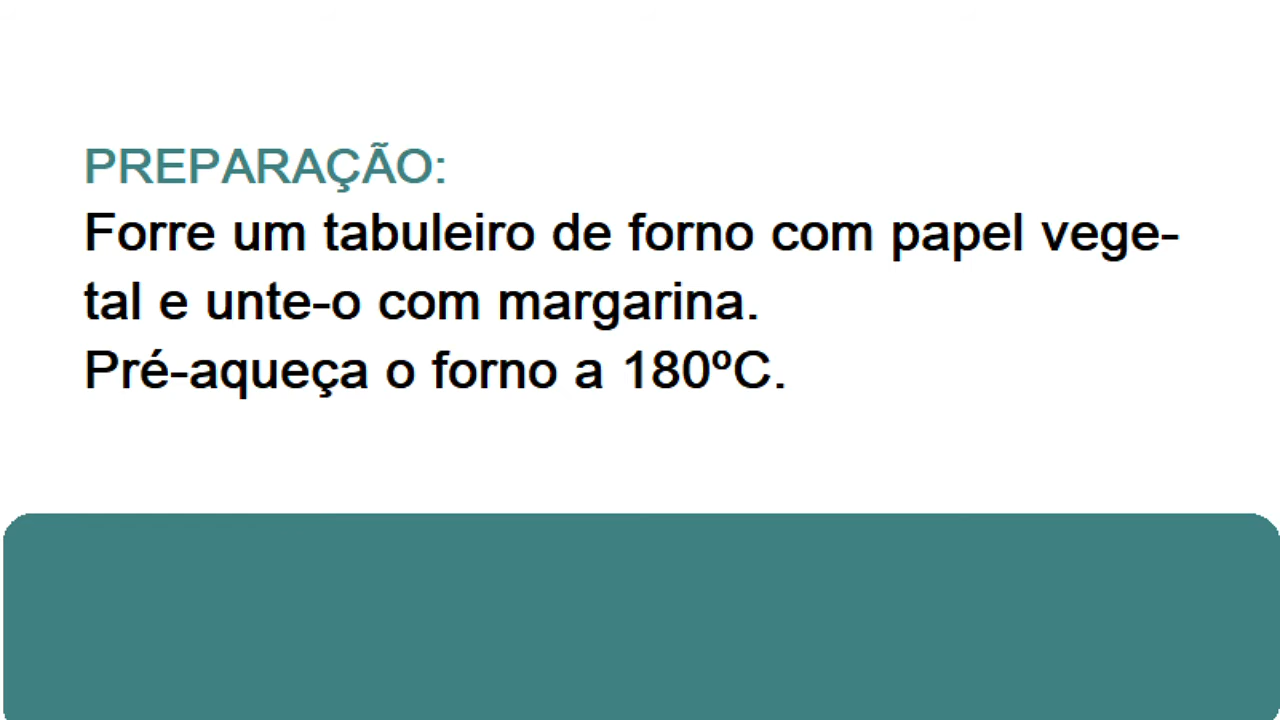 PREPARAÇÃO:
Forre um tabuleiro de forno com papel vege-
tal e unte-o com margarina.
Pré-aqueça o forno a 180ºC.